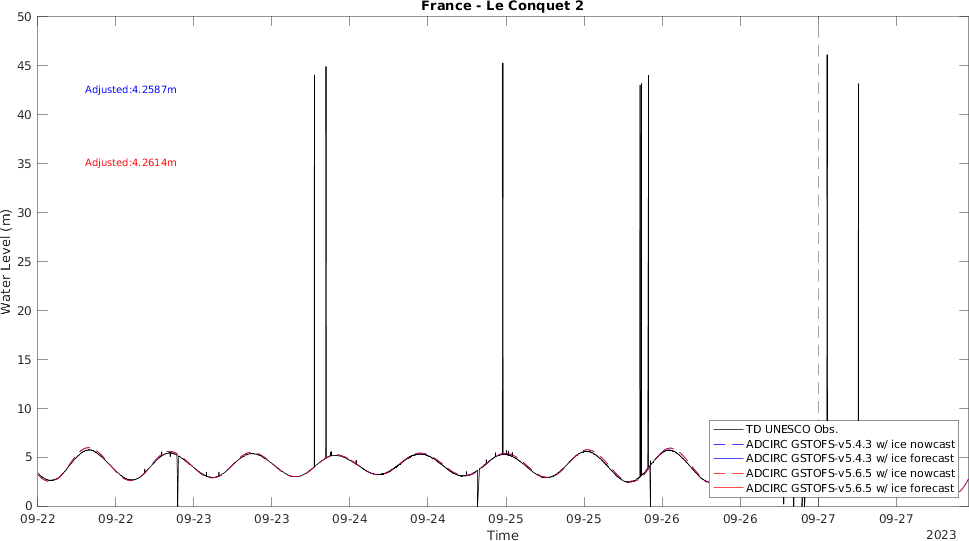 France - Le Conquet 2
50
45
40
35
30
25
20
15
10
5
0
Water Level (m)
Adjusted:4.2587m
Adjusted:4.2614m
TD UNESCO Obs.
ADCIRC GSTOFS-v5.4.3 w/ ice nowcast
ADCIRC GSTOFS-v5.4.3 w/ ice forecast
ADCIRC GSTOFS-v5.6.5 w/ ice nowcast
ADCIRC GSTOFS-v5.6.5 w/ ice forecast
09-22 09-22 09-23 09-23 09-24 09-24 09-25 09-25 09-26 09-26 09-27 09-27
Time
2023